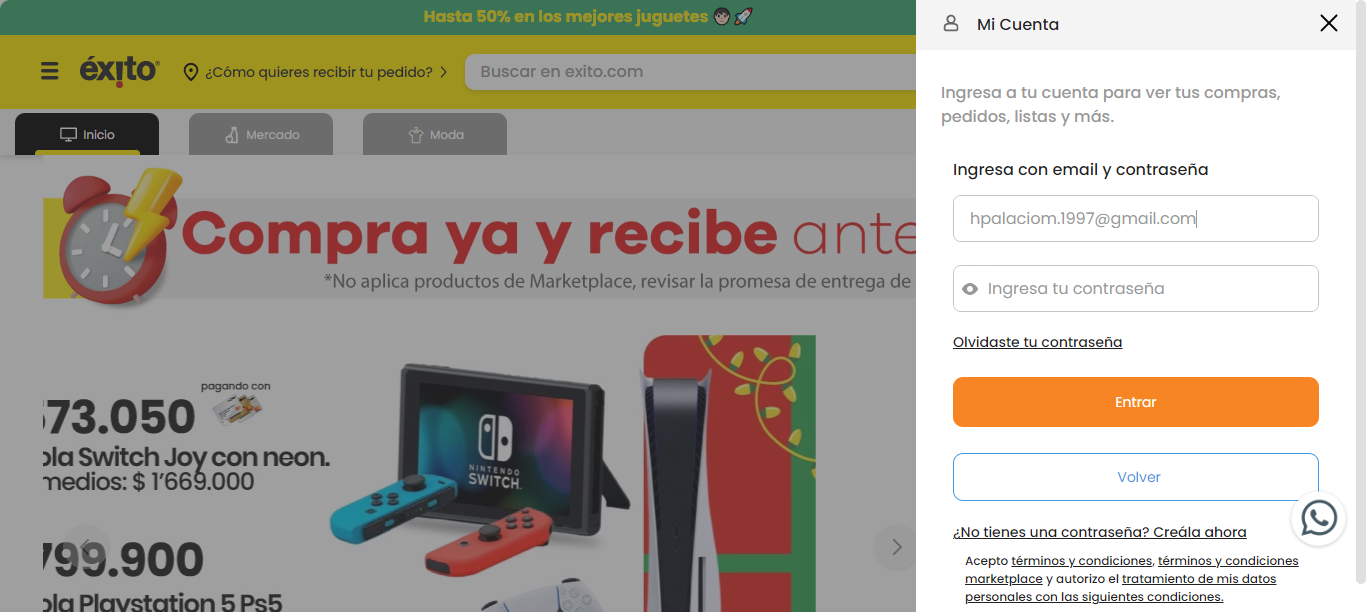 Hasta 50% en los mejores juguetes
Mi Cuenta
éxito
¿Cómo quieres recibir tu pedido?
Buscar en exito.com
Inicio
Mercado
Moda
Ingresa a tu cuenta para ver tus compras,
pedidos, listas y más.
Ingresa con email y contraseña
hpalaciom.1997@gmail.com
Ingresa tu contraseña
Olvidaste tu contraseña
Entrar
Volver
¿No tienes una contraseña? Creála ahora
Acepto términos y condiciones, términos y condiciones
marketplace y autorizo el tratamiento de mis datos
personales con las siguientes condiciones.
Compra ya y recibe ante
*No aplica productos de Marketplace, revisar la promesa de entrega de
pagando con
73.050
ola Switch Joy con neon.
medios: $ 1'669.000
NINTENDO
SWITCH
799.900
ola Playstation 5 Ps5